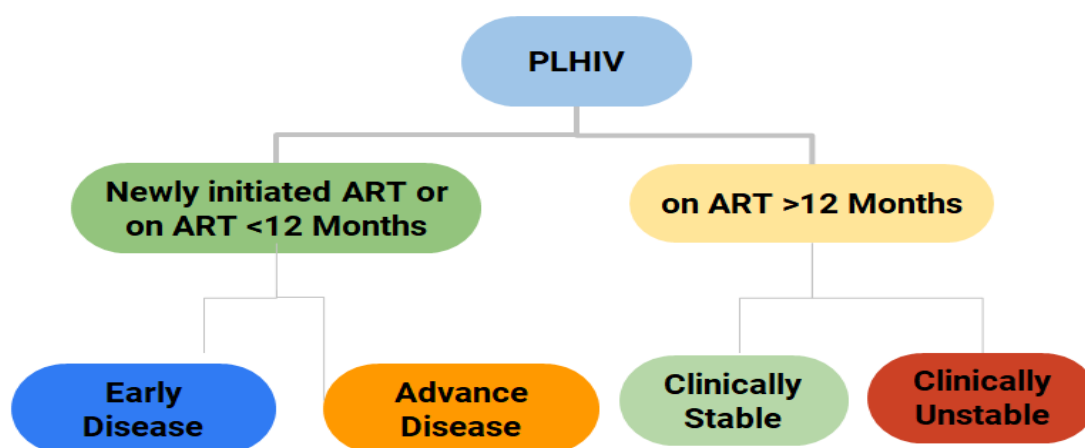 PLHIV
Newly initiated ART or
on ART <12 Months
on ART >12 Months
Early
Disease
Advance
Disease
Clinically
Stable
Clinically
Unstable